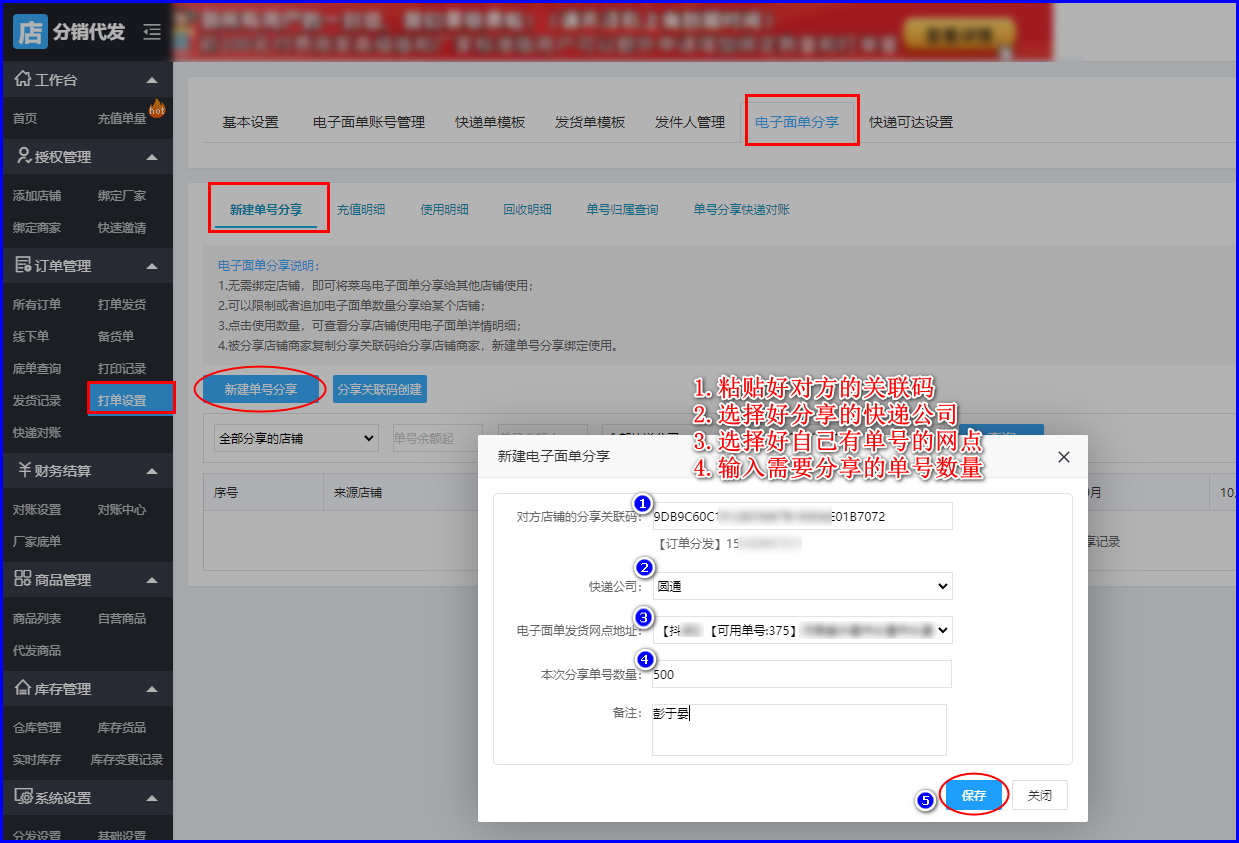 店 分销代发
工作台
首页 充值单量 hot
授权管理
添加店铺 绑定厂家
绑定商家 快速邀请
订单管理
所有订单 打单发货
线下单 备货单
底单查询 打印记录
发货记录 打单设置
快递对账
财务结算
对账设置 对账中心
厂家底单
商品管理
商品列表 自营商品
代发商品
库存管理
仓库管理 库存货品
实时库存 库存变更记录
系统设置
分发设置 基础设置
基本设置 电子面单账号管理 快递单模板 发货单模板 发件人管理 电子面单分享 快递可达设置
新建单号分享 充值明细 使用明细 回收明细 单号归属查询 单号分享快递对账
电子面单分享说明：
1.无需绑定店铺，即可将菜鸟电子面单分享给其他店铺使用；
2.可以限制或者追加电子面单数量分享给某个店铺；
3.点击使用数量，可查看分享店铺使用电子面单详情明细；
4.被分享店铺商家复制分享关联码给分享店铺商家，新建单号分享绑定使用。
新建单号分享 分享关联码创建
1. 粘贴好对方的关联码
2. 选择好分享的快递公司
3. 选择好自己有单号的网点
4. 输入需要分享的单号数量
全部分享的店铺 单号余额起
序号 来源店铺 月 10,
享记录
新建电子面单分享
1 对方店铺的分享关联码： 9DB9C60C E01B7072
【订单分发】15
2 快递公司： 圆通
3 电子面单发货网点地址： 【抖 【可用单号:375】
4 本次分享单号数量： 500
备注： 彭于晏
5 保存 关闭